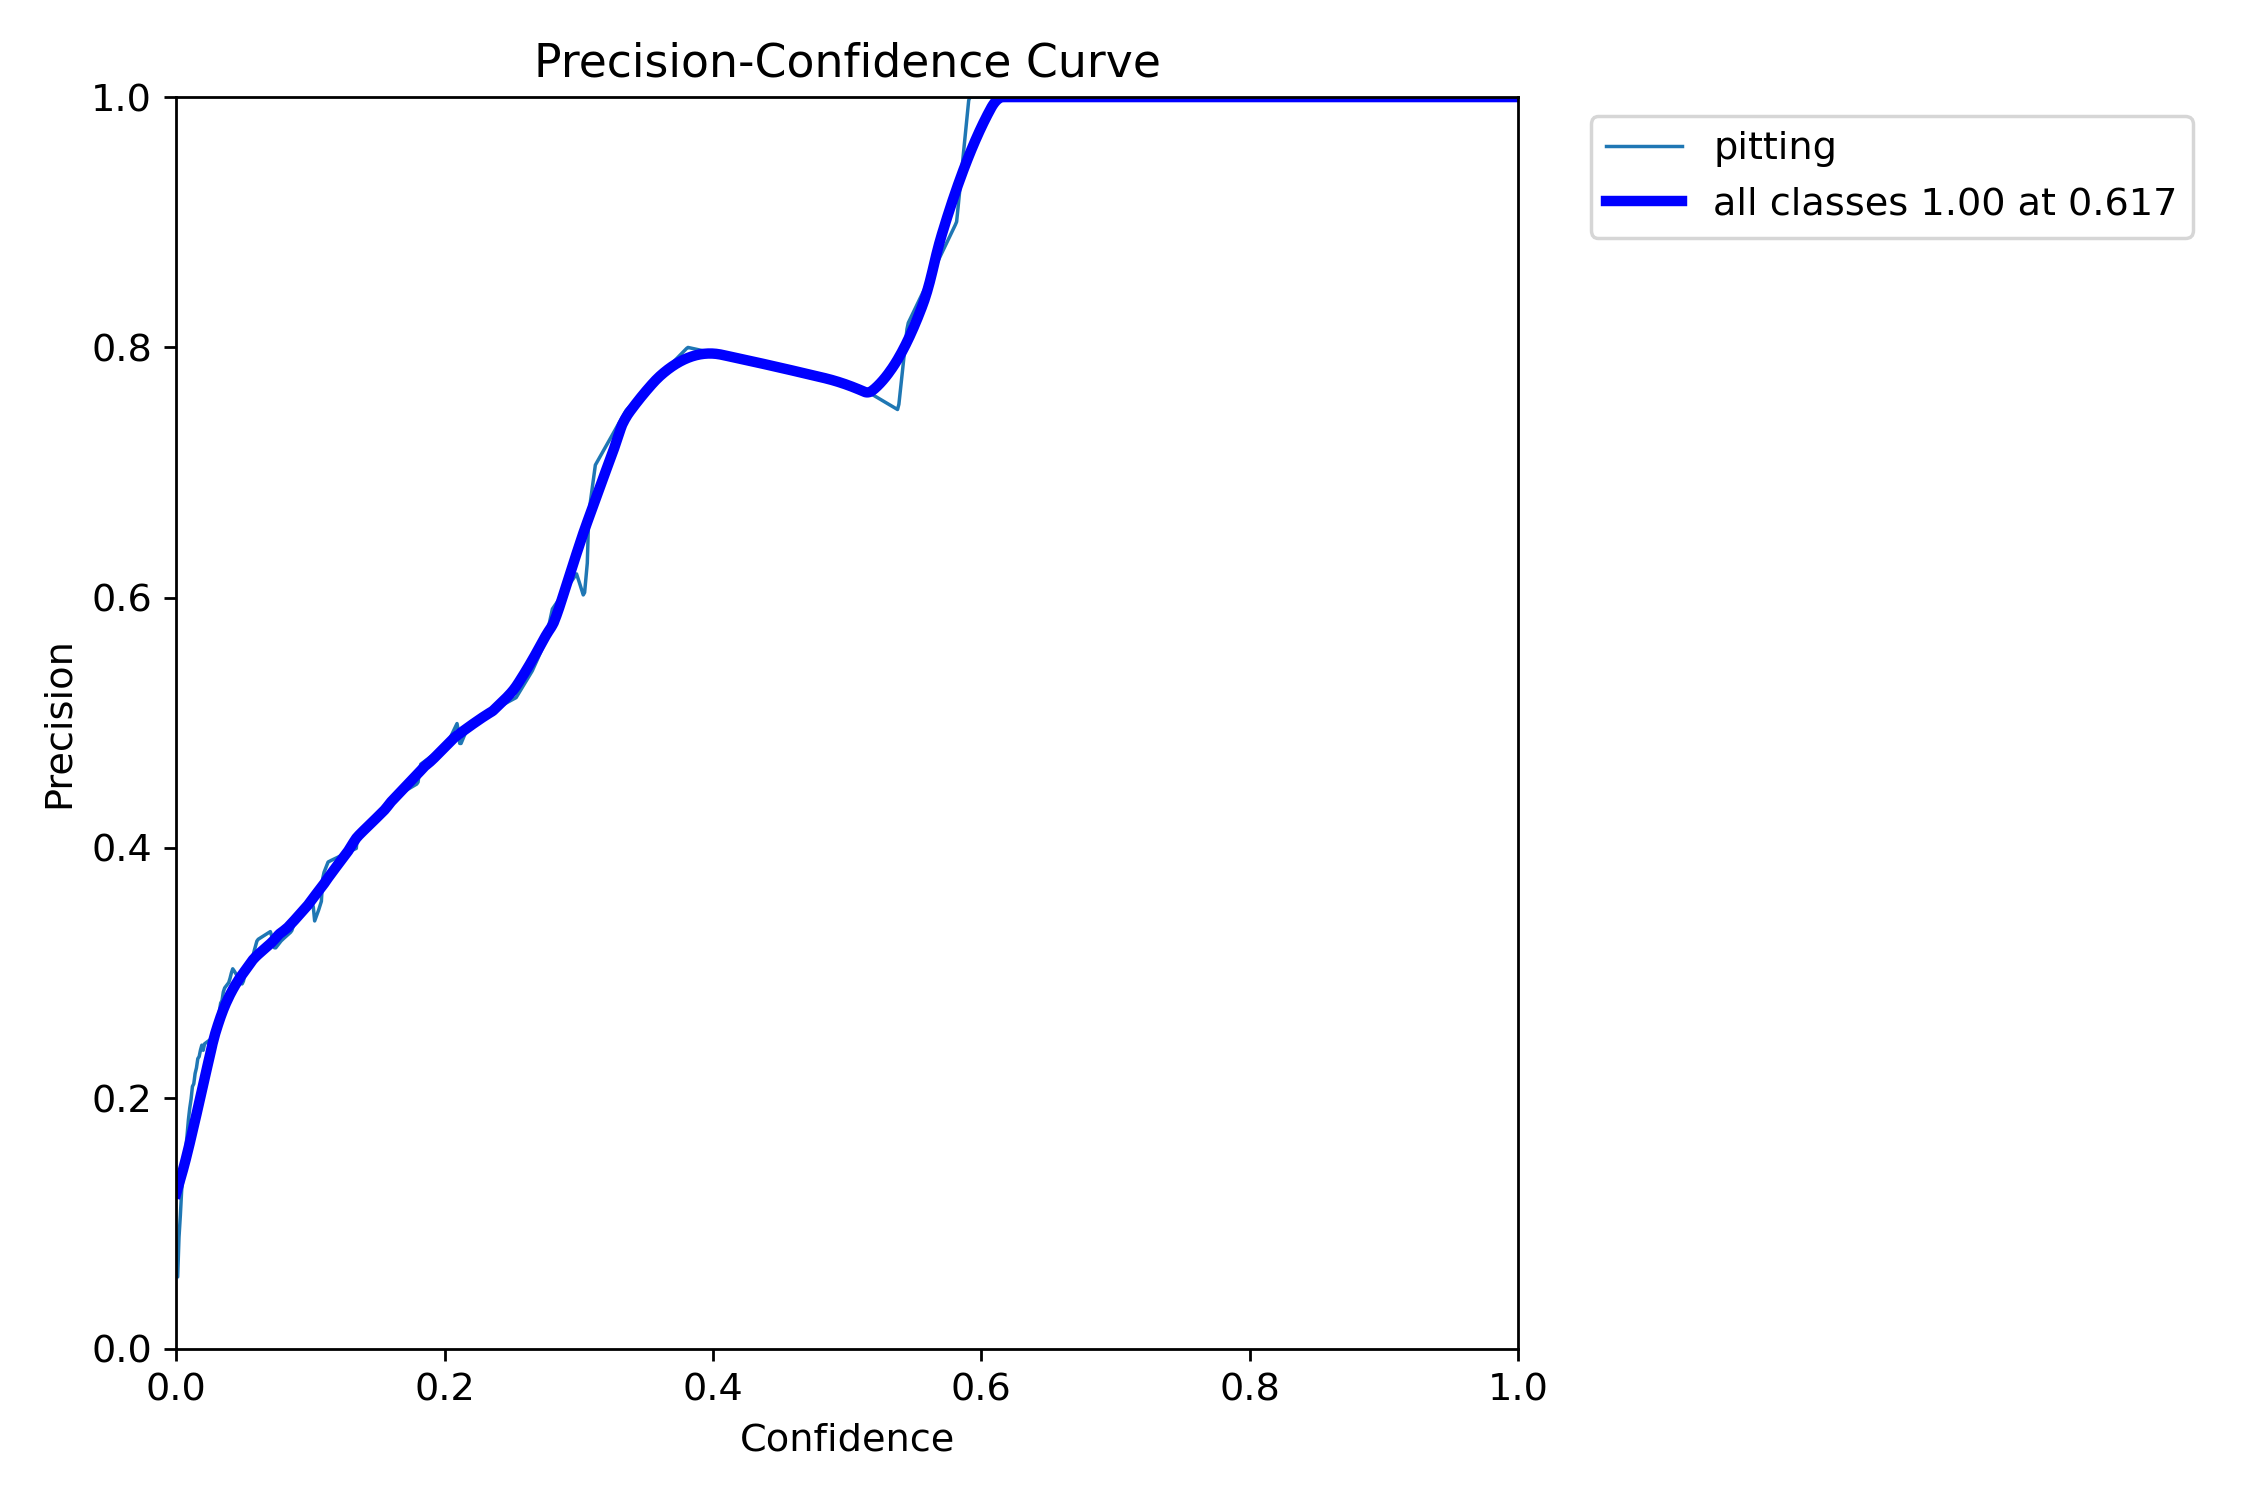 Precision-Confidence Curve
1.0
0.8
0.6
0.4
0.2
0.0
Precision
0.0 0.2 0.4 0.6 0.8 1.0
Confidence
pitting
all classes 1.00 at 0.617